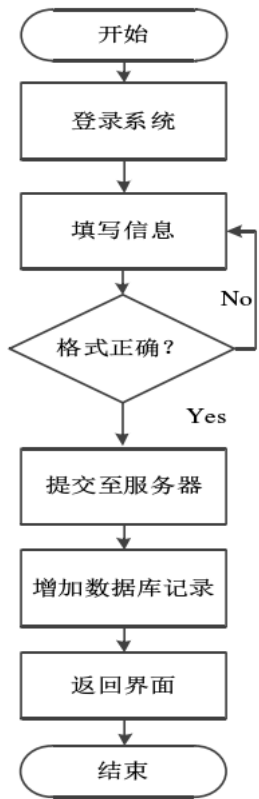 开始
登录系统
填写信息
No
格式正确？
Yes
提交至服务器
增加数据库记录
返回界面
结束